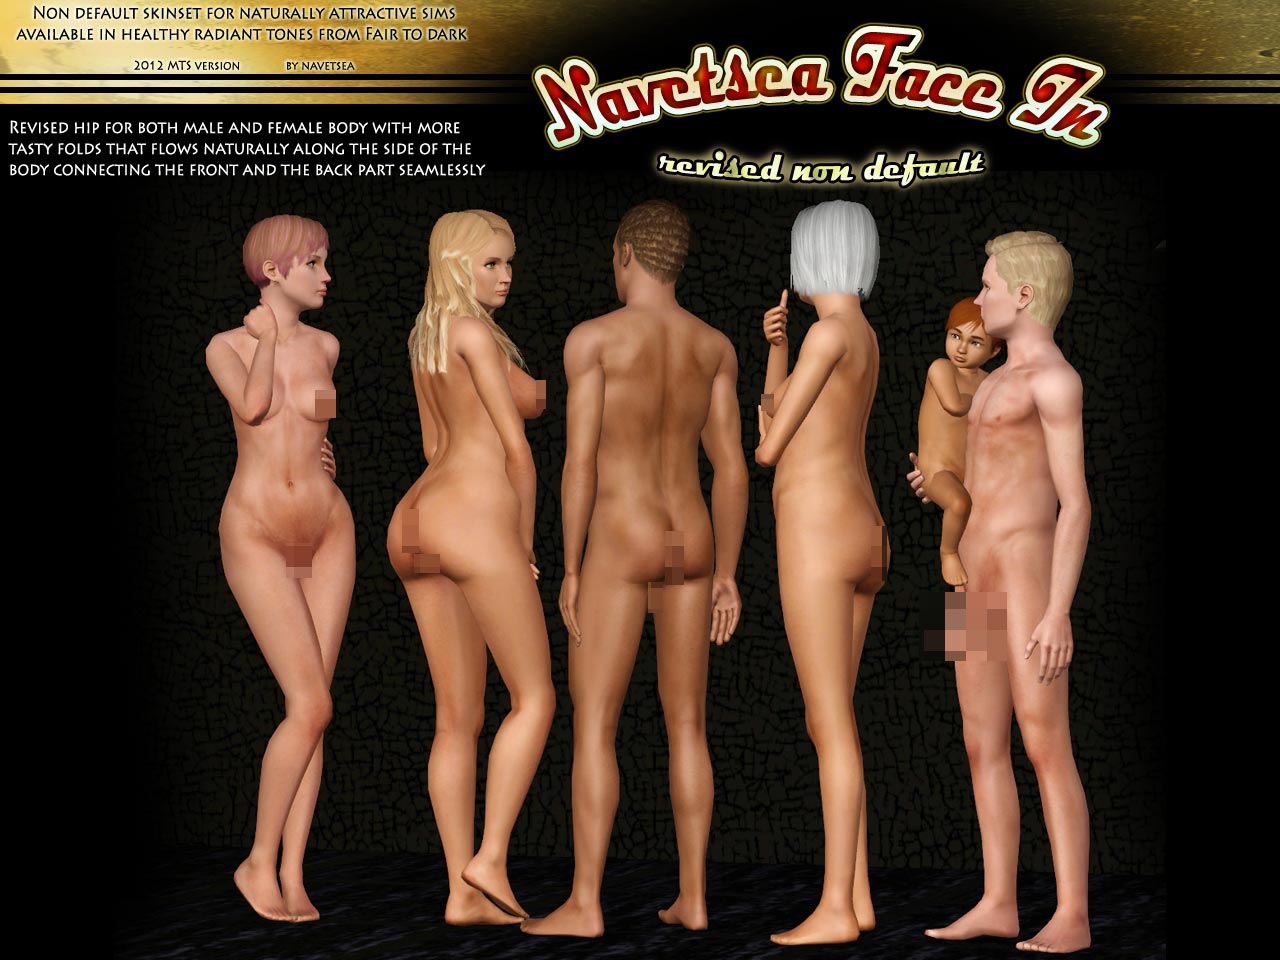 Non default skinset for naturally attractive sims
available in healthy radiant tones from Fair to dark
2012 MTS version by navetsea
Navetsea Face In
revised non default
Revised hip for both male and female body with more
tasty folds that flows naturally along the side of the
body connecting the front and the back part seamlessly